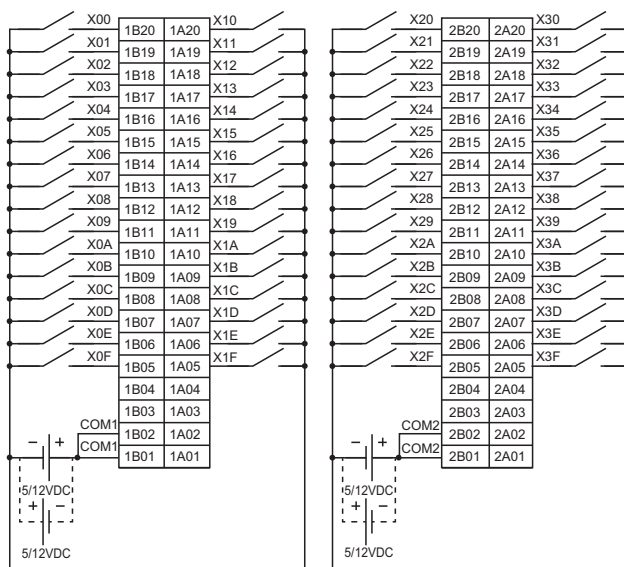 X00 1B20 1A20 X10 X20 2B20 2A20 X30
X01 1B19 1A19 X11 X21 2B19 2A19 X31
X02 1B18 1A18 X12 X22 2B18 2A18 X32
X03 1B17 1A17 X13 X23 2B17 2A17 X33
X04 1B16 1A16 X14 X24 2B16 2A16 X34
X05 1B15 1A15 X15 X25 2B15 2A15 X35
X06 1B14 1A14 X16 X26 2B14 2A14 X36
X07 1B13 1A13 X17 X27 2B13 2A13 X37
X08 1B12 1A12 X18 X28 2B12 2A12 X38
X09 1B11 1A11 X19 X29 2B11 2A11 X39
X0A 1B10 1A10 X1A X2A 2B10 2A10 X3A
X0B 1B09 1A09 X1B X2B 2B09 2A09 X3B
X0C 1B08 1A08 X1C X2C 2B08 2A08 X3C
X0D 1B07 1A07 X1D X2D 2B07 2A07 X3D
X0E 1B06 1A06 X1E X2E 2B06 2A06 X3E
X0F 1B05 1A05 X1F X2F 2B05 2A05 X3F
1B04 1A04 2B04 2A04
1B03 1A03 2B03 2A03
COM1 1B02 1A02 COM2 2B02 2A02
− + COM1 1B01 1A01 − + COM2 2B01 2A01
5/12VDC 5/12VDC
+ − + −
5/12VDC 5/12VDC